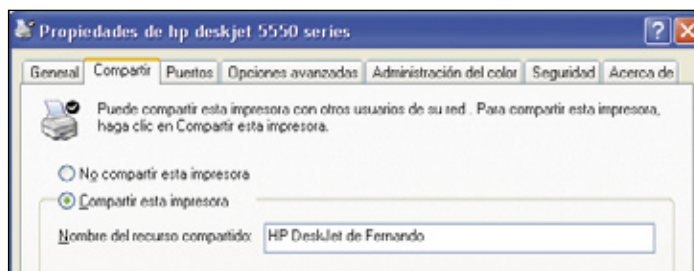 Propiedades de hp deskjet 5550 series
General Compartir Puertos Opciones avanzadas Administración del color Seguridad Acerca de
Puede compartir esta impresora con otros usuarios de su red . Para compartir esta impresora,
haga clic en Compartir esta impresora.
No compartir esta impresora
Compartir esta impresora
Nombre del recurso compartido: HP DeskJet de Fernando